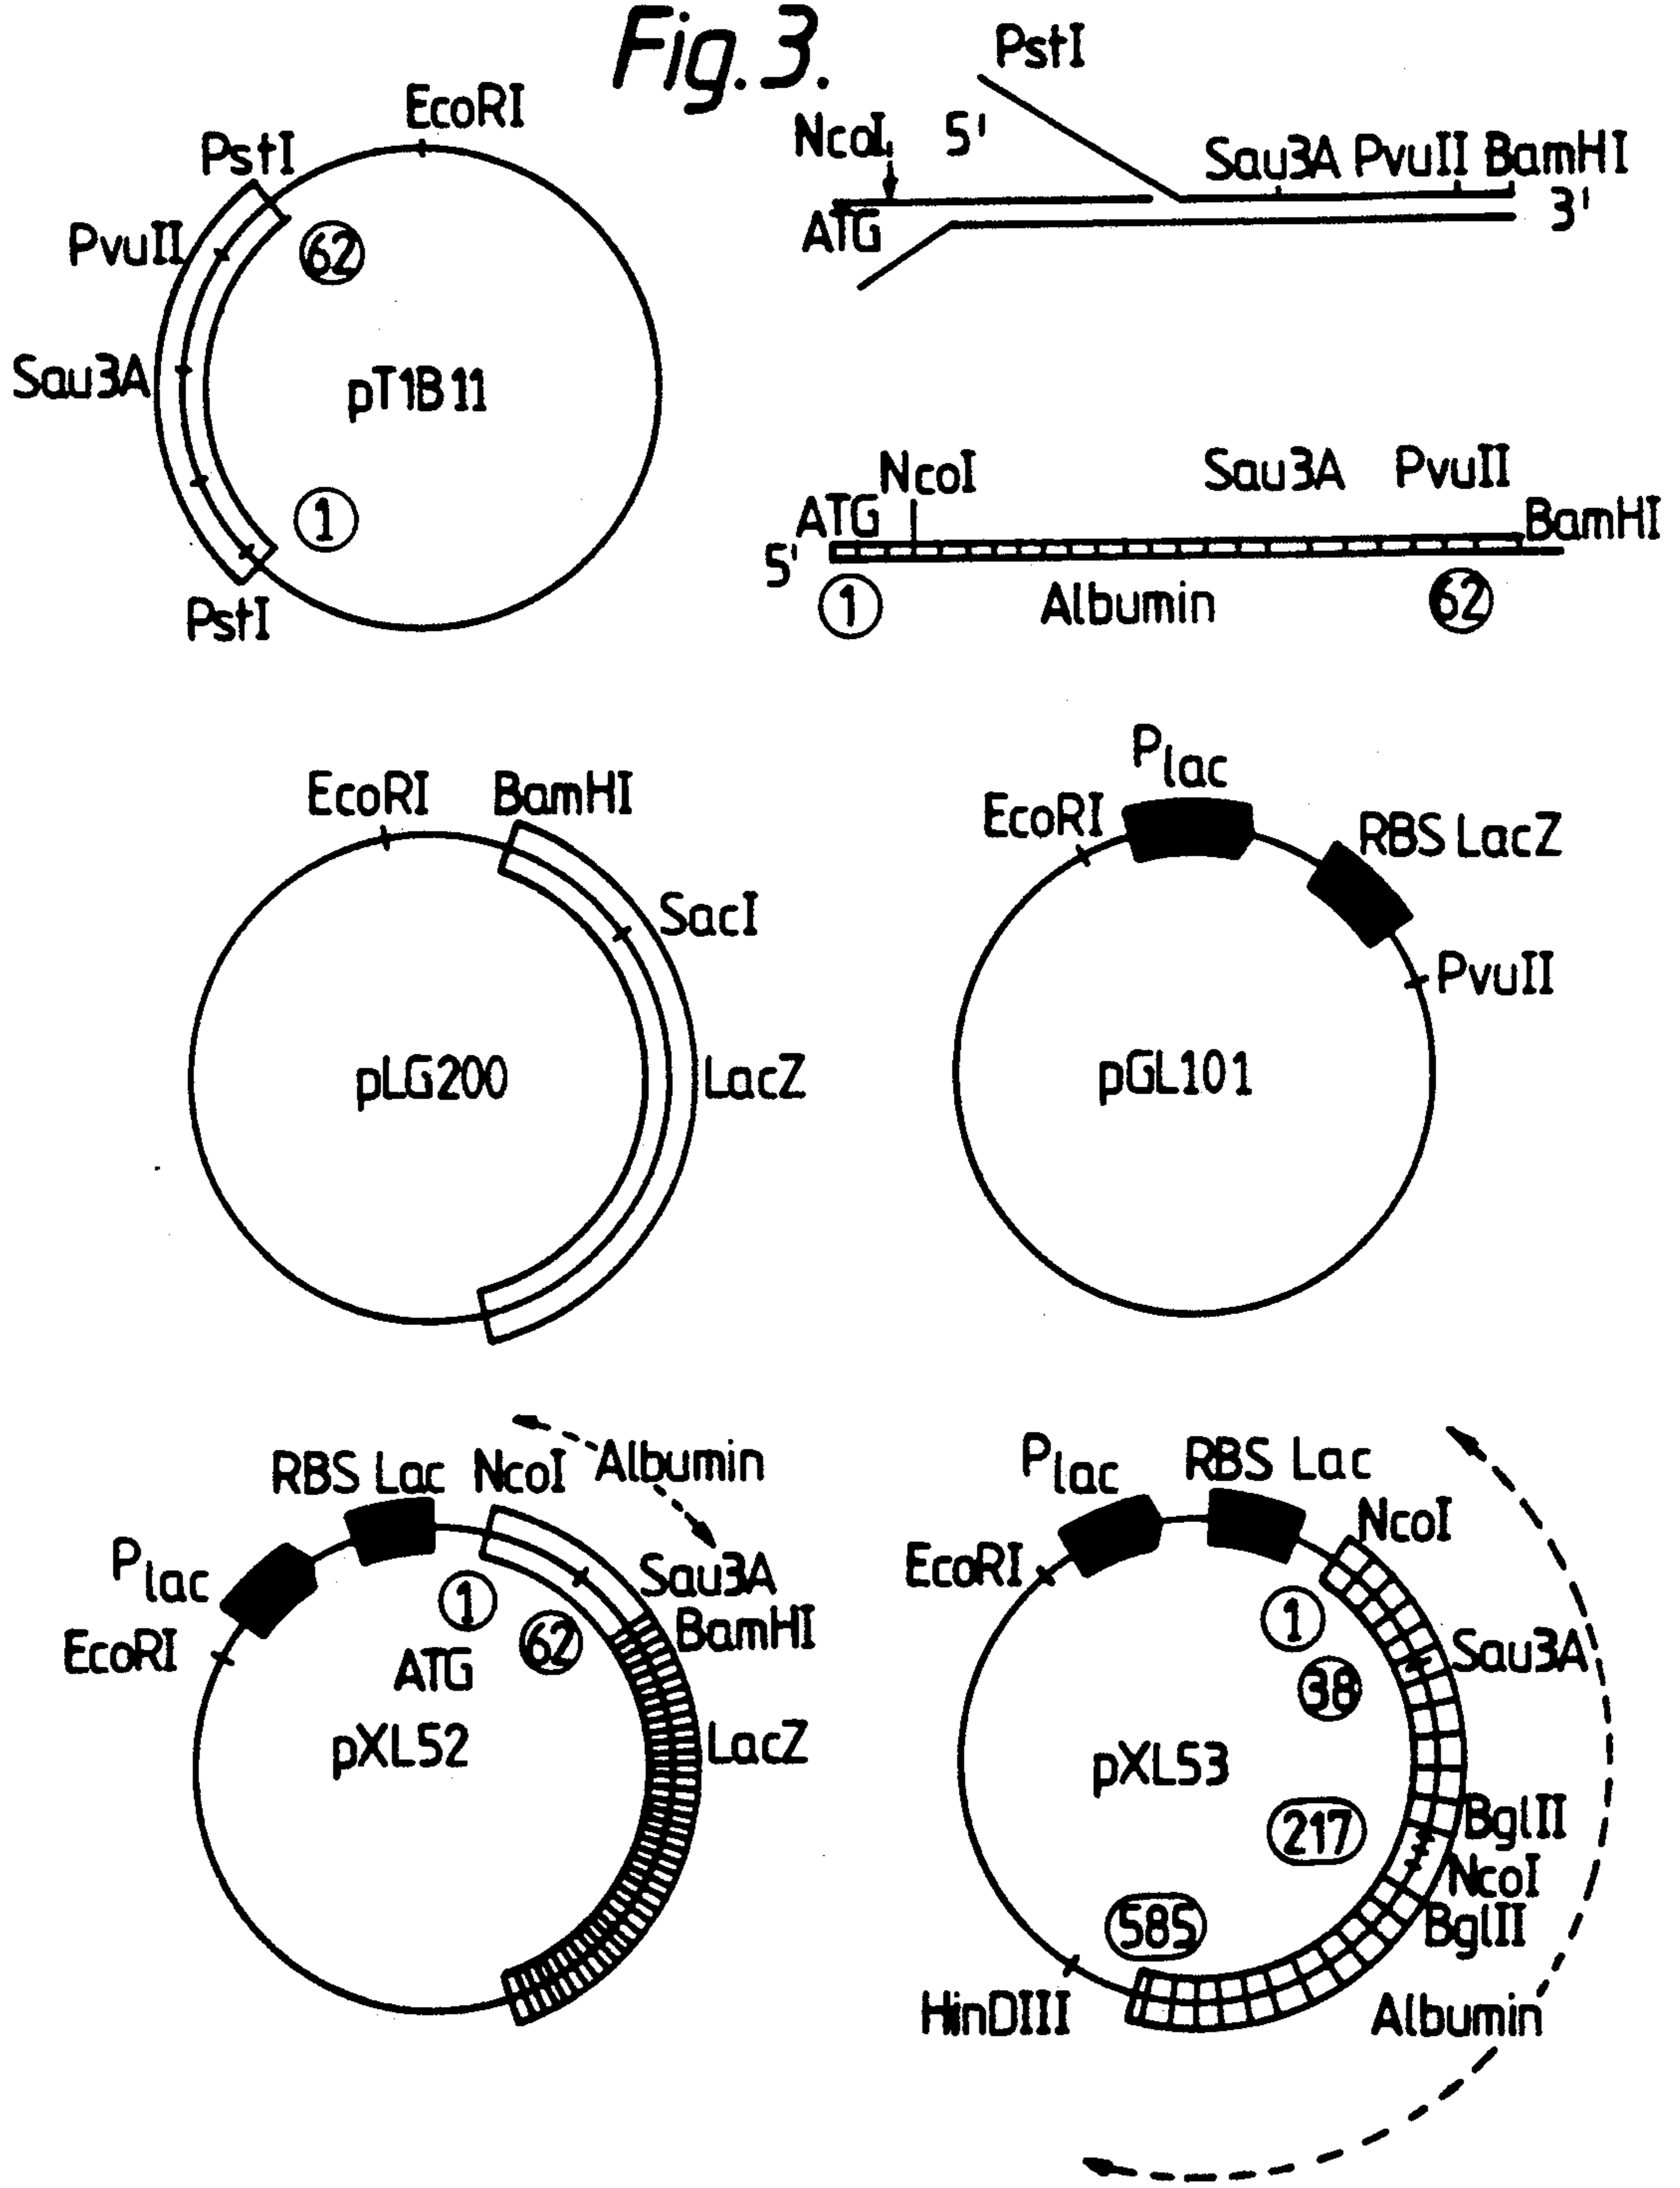 Fig. 3.
EcoRI
PstI
PvuII
62
Sau3A
pT1B11
1
PstI
PstI
NcoI
5'
Sau3A PvuII BamHI
3'
ATG
NcoI
Sau3A PvuII
ATG
BamHI
5'
1
Albumin
62
EcoRI
BamHI
SacI
pLG200
LacZ
Plac
EcoRI
RBS LacZ
PvuII
pGL101
Albumin
RBS Lac NcoI
Plac
Sau3A
1
BamHI
62
EcoRI
ATG
pXL52
LacZ
Plac
RBS Lac
NcoI
EcoRI
1
Sau3A
38
pXL53
BglII
217
NcoI
BglII
585
HinDIII
Albumin